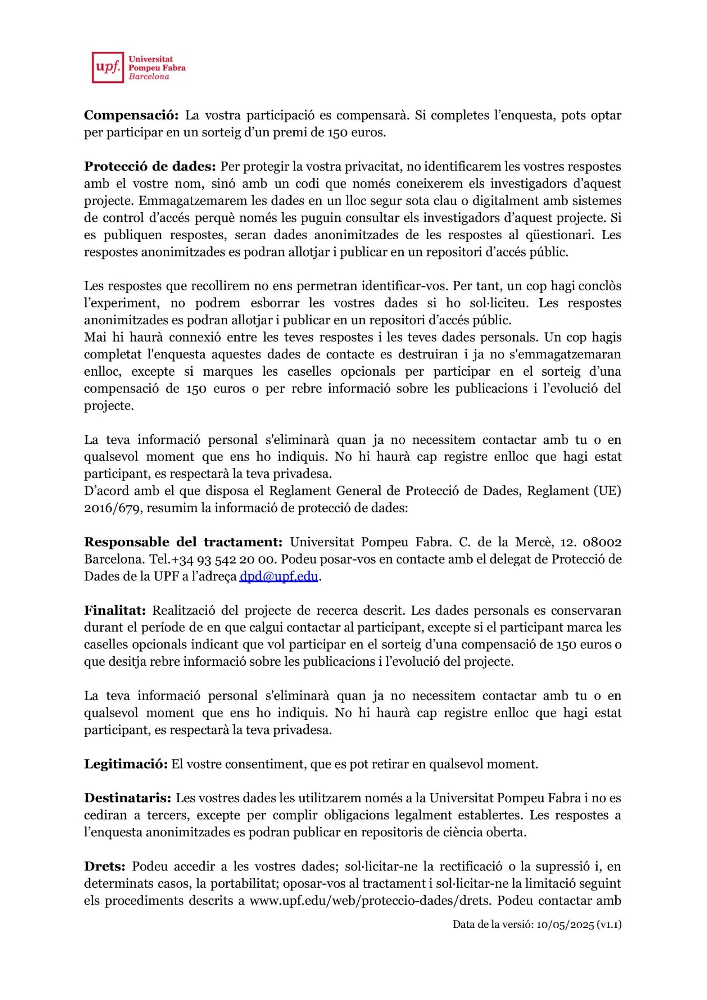 upf.
Universitat
Pompeu Fabra
Barcelona
Compensació: La vostra participació es compensarà. Si completes l’enquesta, pots optar
per participar en un sorteig d’un premi de 150 euros.
Protecció de dades: Per protegir la vostra privacitat, no identificarem les vostres respostes
amb el vostre nom, sinó amb un codi que només coneixerem els investigadors d’aquest
projecte. Emmagatzemarem les dades en un lloc segur sota clau o digitalment amb sistemes
de control d’accés perquè només les puguin consultar els investigadors d’aquest projecte. Si
es publiquen respostes, seran dades anonimitzades de les respostes al qüestionari. Les
respostes anonimitzades es podran allotjar i publicar en un repositori d’accés públic.
Les respostes que recollirem no ens permetran identificar-vos. Per tant, un cop hagi conclòs
l’experiment, no podrem esborrar les vostres dades si ho sol·liciteu. Les respostes
anonimitzades es podran allotjar i publicar en un repositori d’accés públic.
Mai hi haurà connexió entre les teves respostes i les teves dades personals. Un cop hagis
completat l'enquesta aquestes dades de contacte es destruiran i ja no s'emmagatzemaran
enlloc, excepte si marques les caselles opcionals per participar en el sorteig d’una
compensació de 150 euros o per rebre informació sobre les publicacions i l’evolució del
projecte.
La teva informació personal s'eliminarà quan ja no necessitem contactar amb tu o en
qualsevol moment que ens ho indiquis. No hi haurà cap registre enlloc que hagi estat
participant, es respectarà la teva privadesa.
D’acord amb el que disposa el Reglament General de Protecció de Dades, Reglament (UE)
2016/679, resumim la informació de protecció de dades:
Responsable del tractament: Universitat Pompeu Fabra. C. de la Mercè, 12. 08002
Barcelona. Tel.+34 93 542 20 00. Podeu posar-vos en contacte amb el delegat de Protecció de
Dades de la UPF a l’adreça dpd@upf.edu.
Finalitat: Realització del projecte de recerca descrit. Les dades personals es conservaran
durant el període de en que calgui contactar al participant, excepte si el participant marca les
caselles opcionals indicant que vol participar en el sorteig d’una compensació de 150 euros o
que desitja rebre informació sobre les publicacions i l’evolució del projecte.
La teva informació personal s'eliminarà quan ja no necessitem contactar amb tu o en
qualsevol moment que ens ho indiquis. No hi haurà cap registre enlloc que hagi estat
participant, es respectarà la teva privadesa.
Legitimació: El vostre consentiment, que es pot retirar en qualsevol moment.
Destinataris: Les vostres dades les utilitzarem només a la Universitat Pompeu Fabra i no es
cediran a tercers, excepte per complir obligacions legalment establertes. Les respostes a
l’enquesta anonimitzades es podran publicar en repositoris de ciència oberta.
Drets: Podeu accedir a les vostres dades; sol·licitar-ne la rectificació o la supressió i, en
determinats casos, la portabilitat; oposar-vos al tractament i sol·licitar-ne la limitació seguint
els procediments descrits a www.upf.edu/web/proteccio-dades/drets. Podeu contactar amb
Data de la versió: 10/05/2025 (v1.1)